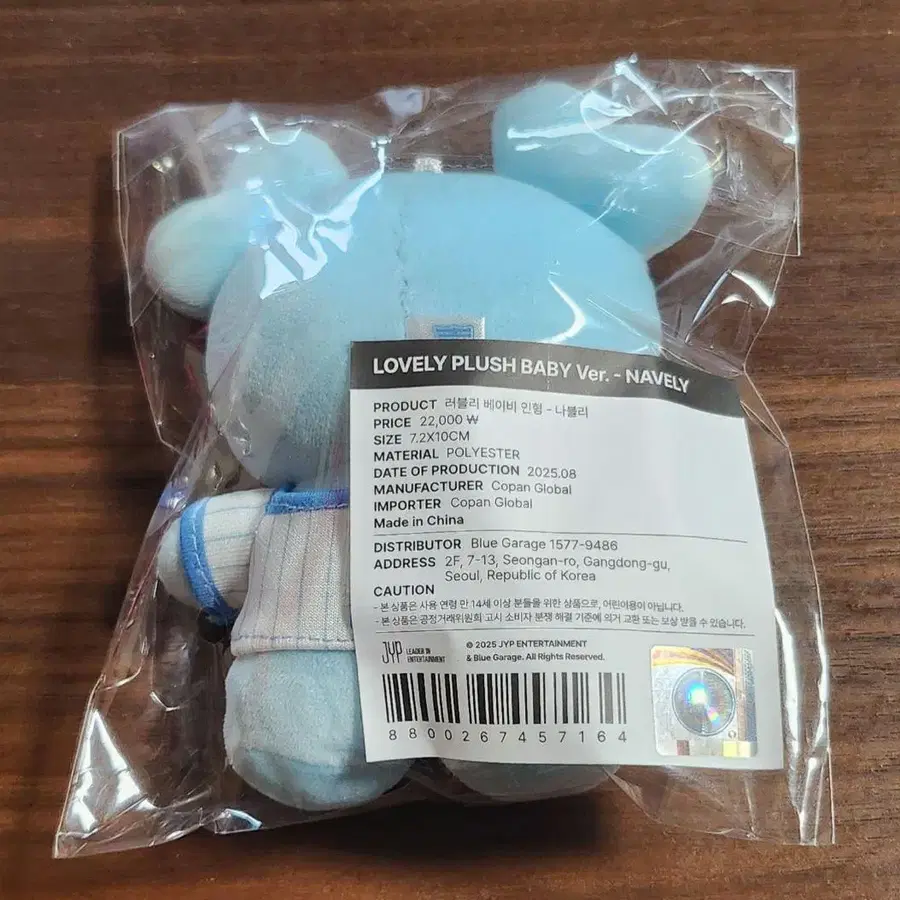 LOVELY PLUSH BABY Ver. - NAVELY
PRODUCT 러블리 베이비 인형 - 나블리
PRICE 22,000 ₩
SIZE 7.2X10CM
MATERIAL POLYESTER
DATE OF PRODUCTION 2025.08
MANUFACTURER Copan Global
IMPORTER Copan Global
Made in China
DISTRIBUTOR Blue Garage 1577-9486
ADDRESS 2F, 7-13, Seongan-ro, Gangdong-gu,
Seoul, Republic of Korea
CAUTION
- 본 상품은 사용 연령 만 14세 이상 분들을 위한 상품으로, 어린이용이 아닙니다.
- 본 상품은 공정거래위원회 고시 소비자 분쟁 해결 기준에 의거 교환 또는 보상 받을 수 있습니다.
JYP LEADER IN ENTERTAINMENT
© 2025 JYP ENTERTAINMENT
& Blue Garage. All Rights Reserved.
8800267457164